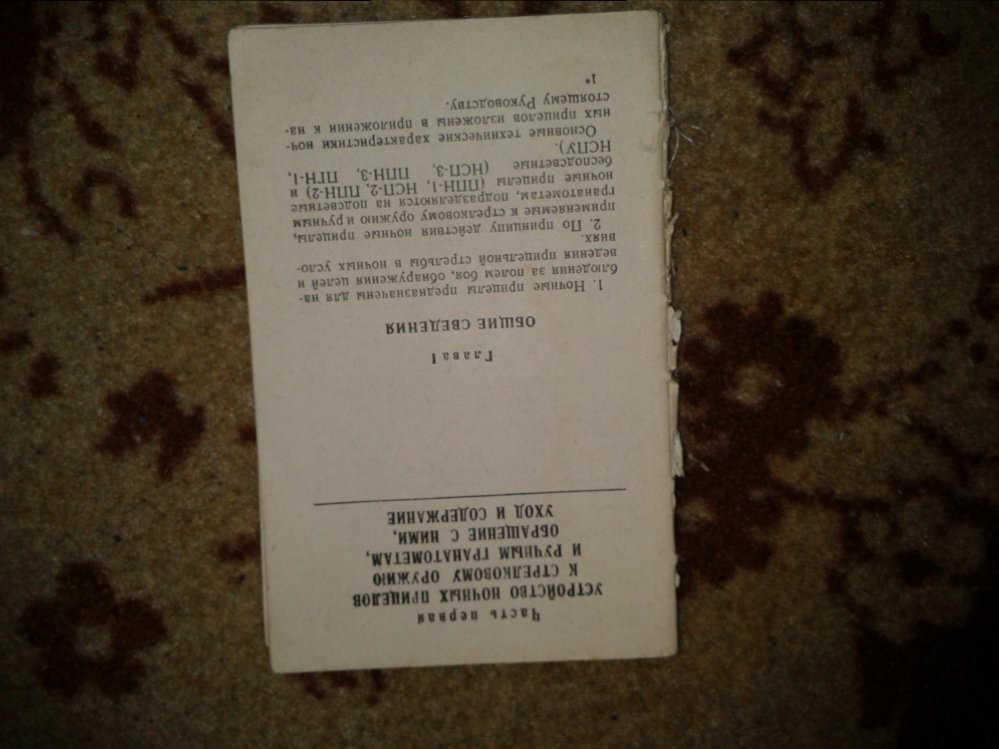 Часть первая
УСТРОЙСТВО НОЧНЫХ ПРИЦЕЛОВ
К СТРЕЛКОВОМУ ОРУЖИЮ
И РУЧНЫМ ГРАНАТОМЕТАМ,
ОБРАЩЕНИЕ С НИМИ,
УХОД И СОДЕРЖАНИЕ
Глава I
ОБЩИЕ СВЕДЕНИЯ
1. Ночные прицелы предназначены для на-
блюдения за полем боя, обнаружения целей и
ведения прицельной стрельбы в ночных усло-
виях.
2. По принципу действия ночные прицелы,
применяемые к стрелковому оружию и ручным
гранатометам, подразделяются на подсветные
ночные прицелы (ППН-1, НСП-2, ППН-2) и
бесподсветные (НСП-3, ППН-3, ПГН-1,
НСПУ).
Основные технические характеристики ноч-
ных прицелов изложены в приложении к на-
стоящему Руководству.
1*